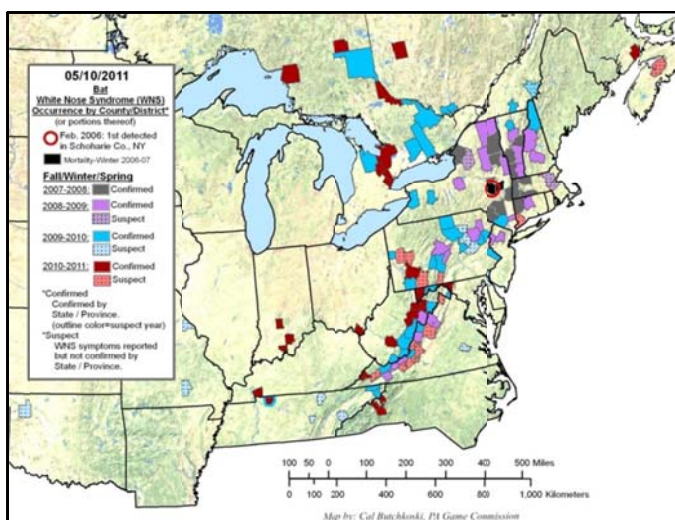 05/10/2011
Bat
White Nose Syndrome (WNS)
Occurrence by County/District*
(or portions thereof)
Feb. 2006: 1st detected
in Schoharie Co., NY
Mortality-Winter 2006-07
Fall/Winter/Spring
2007-2008: Confirmed
2008-2009: Confirmed
Suspect
2009-2010: Confirmed
Suspect
2010-2011: Confirmed
Suspect
*Confirmed
Confirmed by
State / Province.
(outline color=suspect year)
*Suspect
WNS symptoms reported
but not confirmed by
State / Province.
100 50 0 100 200 300 40 500 Miles
0 100 200 400 600 800 1,000 Kilometers
Map by: Cal Butchkoski, PA Game Commission